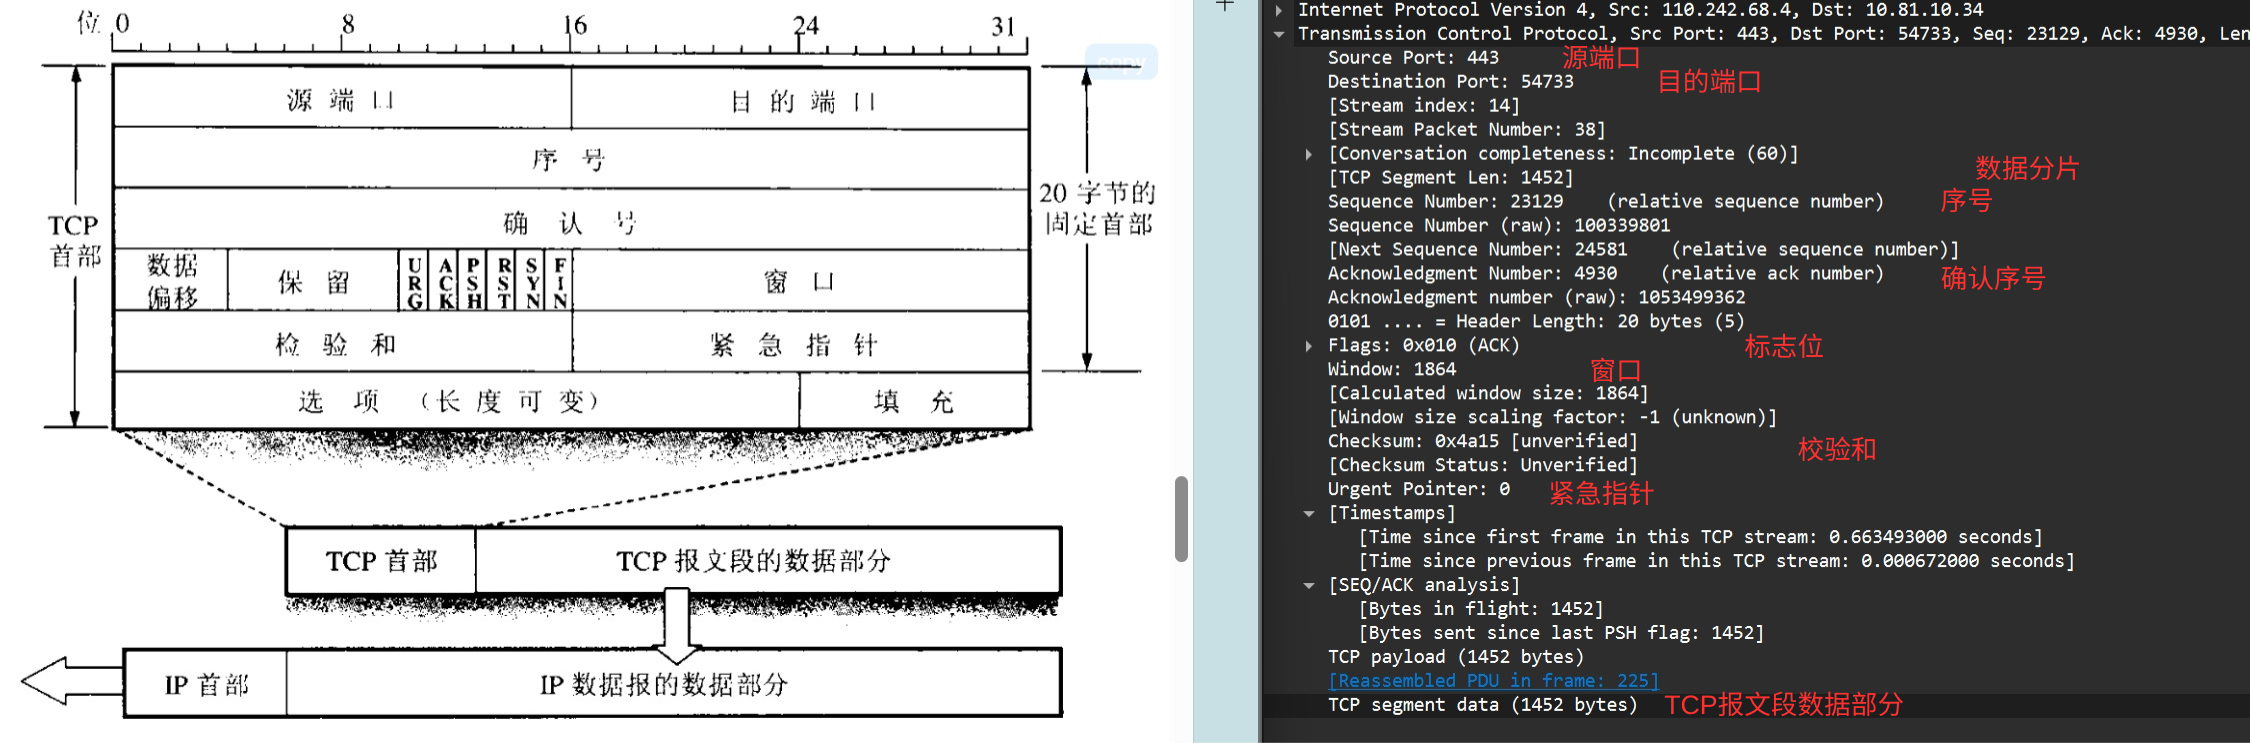 位 0 8 16 24 31
copy
源 端 口 目 的 端 口
序 号
确 认 号
TCP
首部
20 字节的
固定首部
数据
偏移
保 留
URG
ACK
PSH
RST
SYN
FIN
窗 口
检 验 和 紧 急 指 针
选 项 (长 度 可 变) 填 充
TCP 首部 TCP 报文段的数据部分
IP 首部 IP 数据报的数据部分
Internet Protocol Version 4, Src: 110.242.68.4, Dst: 10.81.10.34
Transmission Control Protocol, Src Port: 443, Dst Port: 54733, Seq: 23129, Ack: 4930, Len
Source Port: 443 源端口
Destination Port: 54733 目的端口
[Stream index: 14]
[Stream Packet Number: 38]
[Conversation completeness: Incomplete (60)]
[TCP Segment Len: 1452] 数据分片
Sequence Number: 23129 (relative sequence number) 序号
Sequence Number (raw): 100339801
[Next Sequence Number: 24581 (relative sequence number)]
Acknowledgment Number: 4930 (relative ack number) 确认序号
Acknowledgment number (raw): 1053499362
0101 .... = Header Length: 20 bytes (5)
Flags: 0x010 (ACK) 标志位
Window: 1864 窗口
[Calculated window size: 1864]
[Window size scaling factor: -1 (unknown)]
Checksum: 0x4a15 [unverified] 校验和
[Checksum Status: Unverified]
Urgent Pointer: 0 紧急指针
[Timestamps]
[Time since first frame in this TCP stream: 0.663493000 seconds]
[Time since previous frame in this TCP stream: 0.000672000 seconds]
[SEQ/ACK analysis]
[Bytes in flight: 1452]
[Bytes sent since last PSH flag: 1452]
TCP payload (1452 bytes)
[Reassembled PDU in frame: 225]
TCP segment data (1452 bytes) TCP报文段数据部分